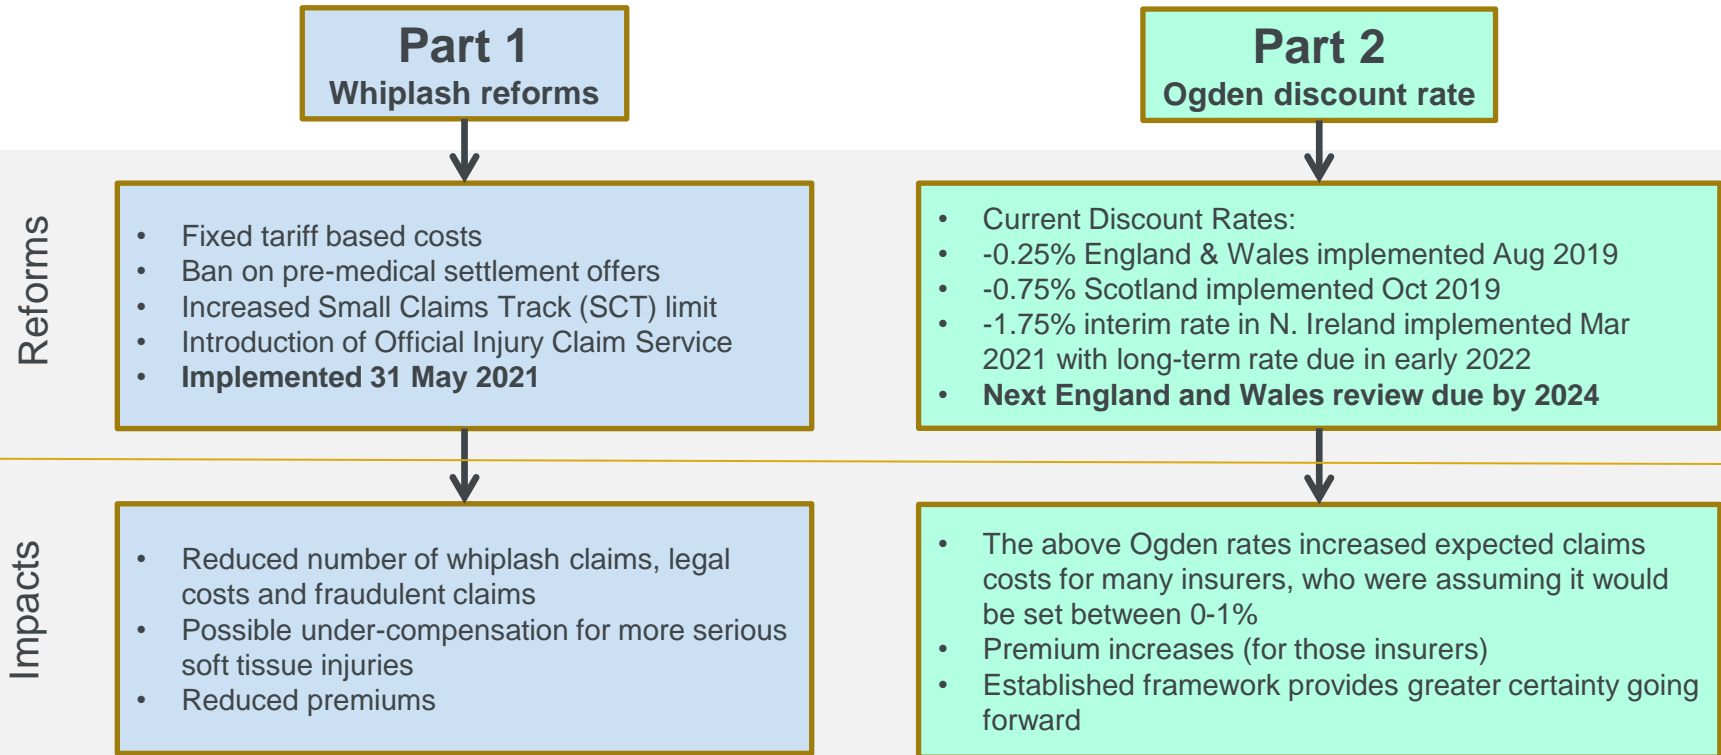 Part 1
Whiplash reforms
Part 2
Ogden discount rate
Reforms
• Fixed tariff based costs
• Ban on pre-medical settlement offers
• Increased Small Claims Track (SCT) limit
• Introduction of Official Injury Claim Service
• Implemented 31 May 2021
• Current Discount Rates:
• -0.25% England & Wales implemented Aug 2019
• -0.75% Scotland implemented Oct 2019
• -1.75% interim rate in N. Ireland implemented Mar
2021 with long-term rate due in early 2022
• Next England and Wales review due by 2024
Impacts
• Reduced number of whiplash claims, legal
costs and fraudulent claims
• Possible under-compensation for more serious
soft tissue injuries
• Reduced premiums
• The above Ogden rates increased expected claims
costs for many insurers, who were assuming it would
be set between 0-1%
• Premium increases (for those insurers)
• Established framework provides greater certainty going
forward